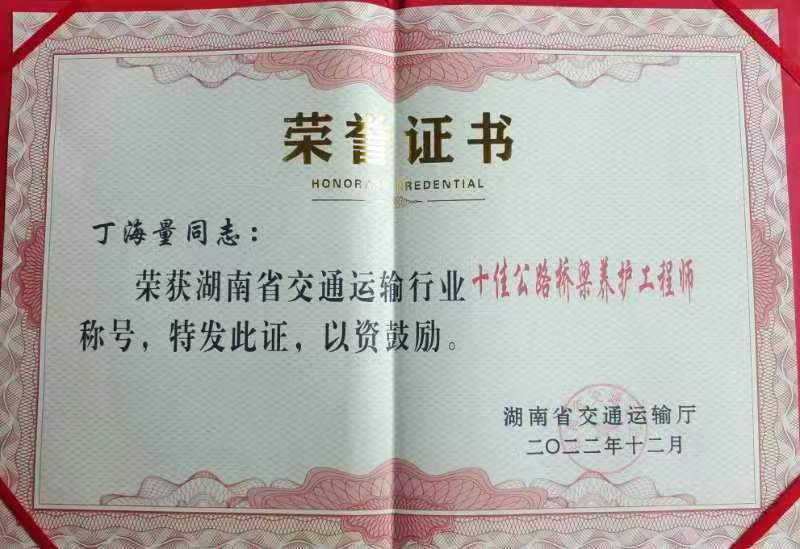 荣誉证书
HONORA CREDENTIAL
丁海量同志：
荣获湖南省交通运输行业十佳公路桥梁养护工程师
称号，特发此证，以资鼓励。
湖南省交通运输厅
二〇二二年十二月